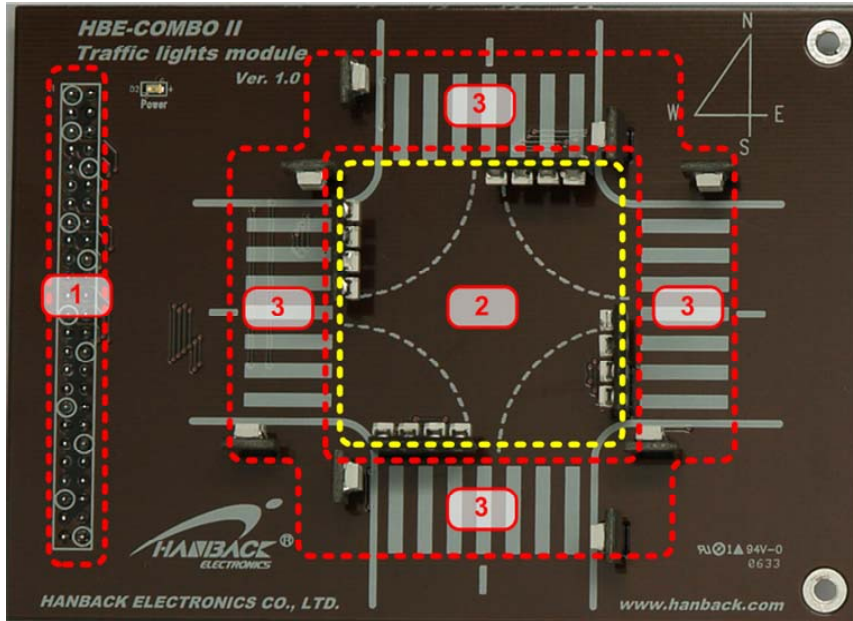 HBE-COMBO II
Traffic lights module
Ver. 1.0
Power
N
W
E
S
3
3
1
2
3
3
HANBACK®
ELECTRONICS
94V-0
0633
HANBACK ELECTRONICS CO., LTD.
www.hanback.com